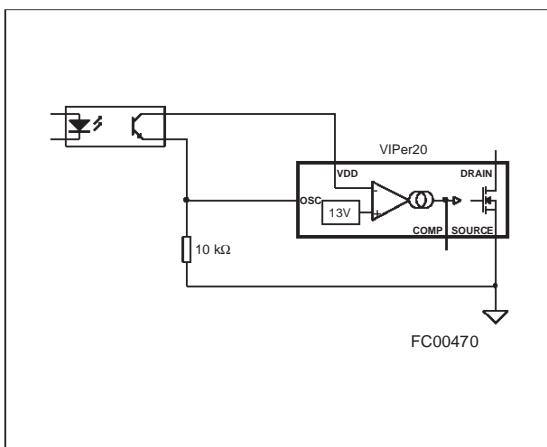 VIPer20
VDD
DRAIN
OSC
-
13V
+
COMP
SOURCE
10 kΩ
FC00470